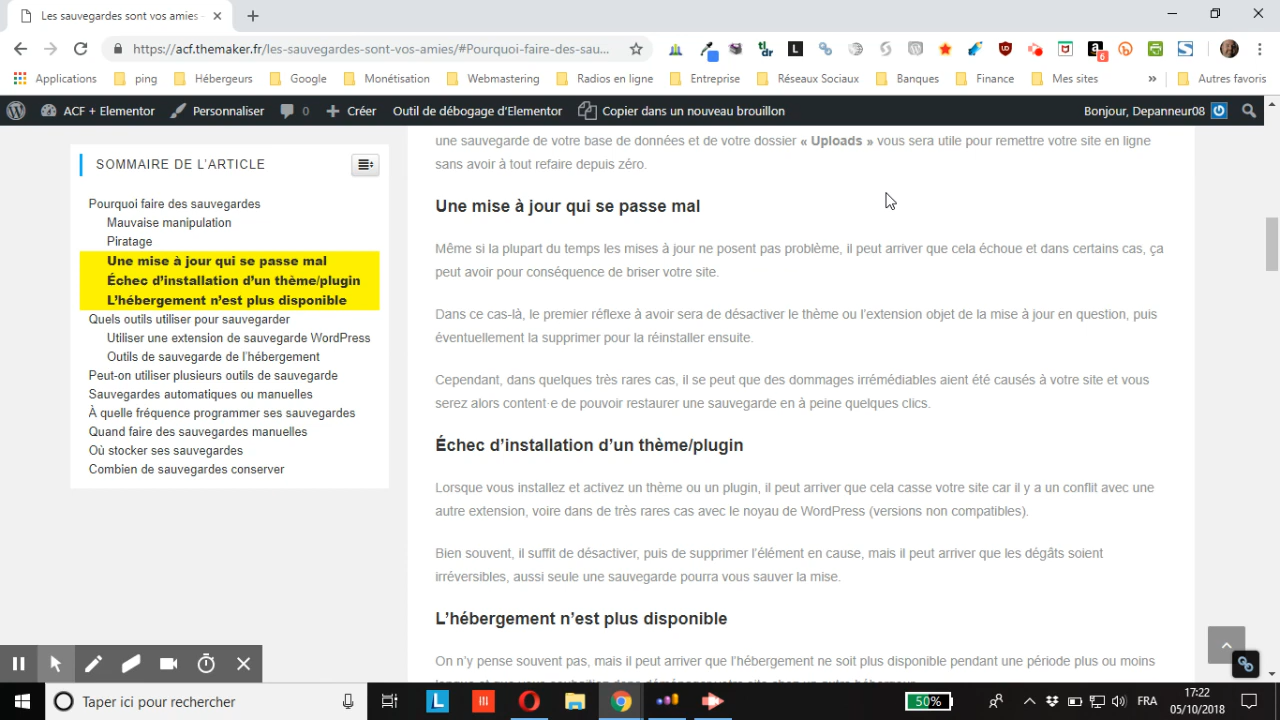 Les sauvegardes sont vos amies -
https://acf.themaker.fr/les-sauvegardes-sont-vos-amies/#Pourquoi-faire-des-sau...
Applications ping Hébergeurs Google Monétisation Webmastering Radios en ligne Entreprise Réseaux Sociaux Banques Finance Mes sites » Autres favoris
ACF + Elementor Personnaliser 0 Créer Outil de débogage d'Elementor Copier dans un nouveau brouillon Bonjour, Depanneur08
SOMMAIRE DE L'ARTICLE
Pourquoi faire des sauvegardes
Mauvaise manipulation
Piratage
Une mise à jour qui se passe mal
Échec d'installation d'un thème/plugin
L'hébergement n'est plus disponible
Quels outils utiliser pour sauvegarder
Utiliser une extension de sauvegarde WordPress
Outils de sauvegarde de l'hébergement
Peut-on utiliser plusieurs outils de sauvegarde
Sauvegardes automatiques ou manuelles
À quelle fréquence programmer ses sauvegardes
Quand faire des sauvegardes manuelles
Où stocker ses sauvegardes
Combien de sauvegardes conserver
une sauvegarde de votre base de données et de votre dossier « Uploads » vous sera utile pour remettre votre site en ligne
sans avoir à tout refaire depuis zéro.
Une mise à jour qui se passe mal
Même si la plupart du temps les mises à jour ne posent pas problème, il peut arriver que cela échoue et dans certains cas, ça
peut avoir pour conséquence de briser votre site.
Dans ce cas-là, le premier réflexe à avoir sera de désactiver le thème ou l'extension objet de la mise à jour en question, puis
éventuellement la supprimer pour la réinstaller ensuite.
Cependant, dans quelques très rares cas, il se peut que des dommages irrémédiables aient été causés à votre site et vous
serez alors content·e de pouvoir restaurer une sauvegarde en à peine quelques clics.
Échec d'installation d'un thème/plugin
Lorsque vous installez et activez un thème ou un plugin, il peut arriver que cela casse votre site car il y a un conflit avec une
autre extension, voire dans de très rares cas avec le noyau de WordPress (versions non compatibles).
Bien souvent, il suffit de désactiver, puis de supprimer l'élément en cause, mais il peut arriver que les dégâts soient
irréversibles, aussi seule une sauvegarde pourra vous sauver la mise.
L'hébergement n'est plus disponible
On n'y pense souvent pas, mais il peut arriver que l'hébergement ne soit plus disponible pendant une période plus ou moins
Taper ici pour rechercher
50%
FRA
17:22
05/10/2018